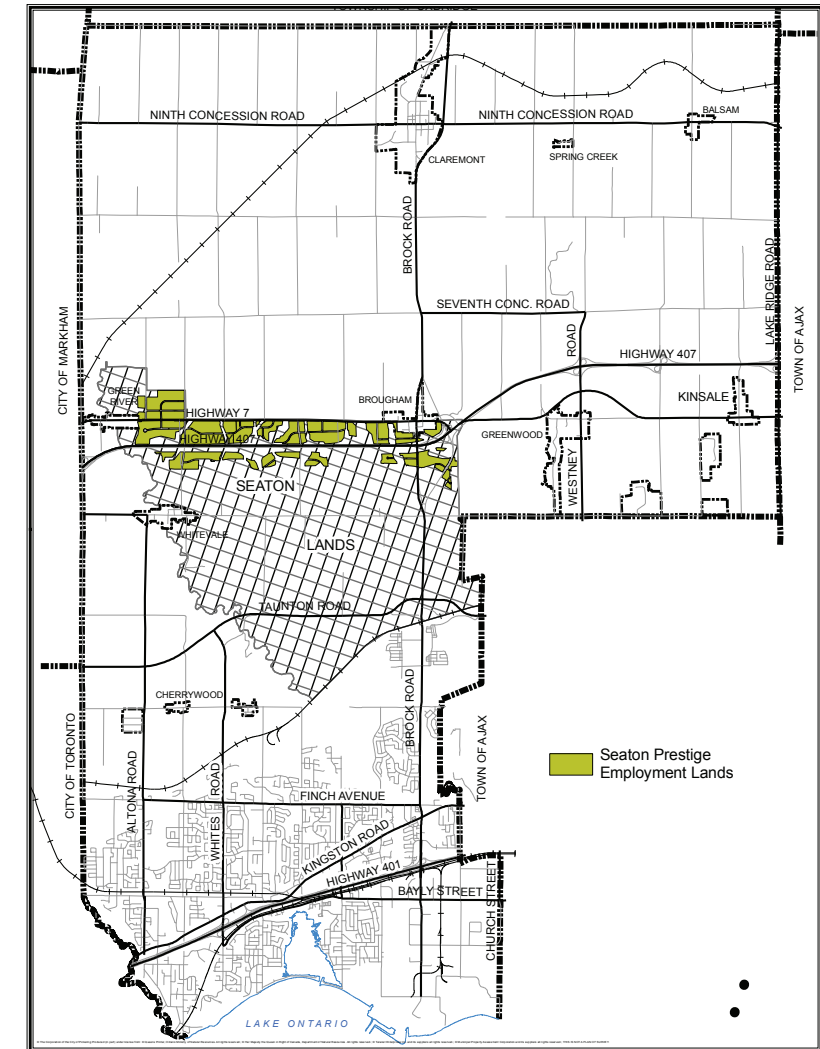 NINTH CONCESSION ROAD
NINTH CONCESSION ROAD
BALSAM
CLAREMONT
SPRING CREEK
BROCK ROAD
LAKE RIDGE ROAD
SEVENTH CONC. ROAD
CITY OF MARKHAM
TOWN OF AJAX
ROAD
HIGHWAY 407
GREEN
RIVER
BROUGHAM
KINSALE
HIGHWAY 7
HIGHWAY 407
GREENWOOD
WESTNEY
SEATON
WHITEVALE
LANDS
TAUNTON ROAD
CHERRYWOOD
BROCK ROAD
CITY OF TORONTO
TOWN OF AJAX
Seaton Prestige
Employment Lands
ALTONA ROAD
WHITES ROAD
FINCH AVENUE
KINGSTON ROAD
HIGHWAY 401
BAYLY STREET
CHURCH STREET
LAKE ONTARIO